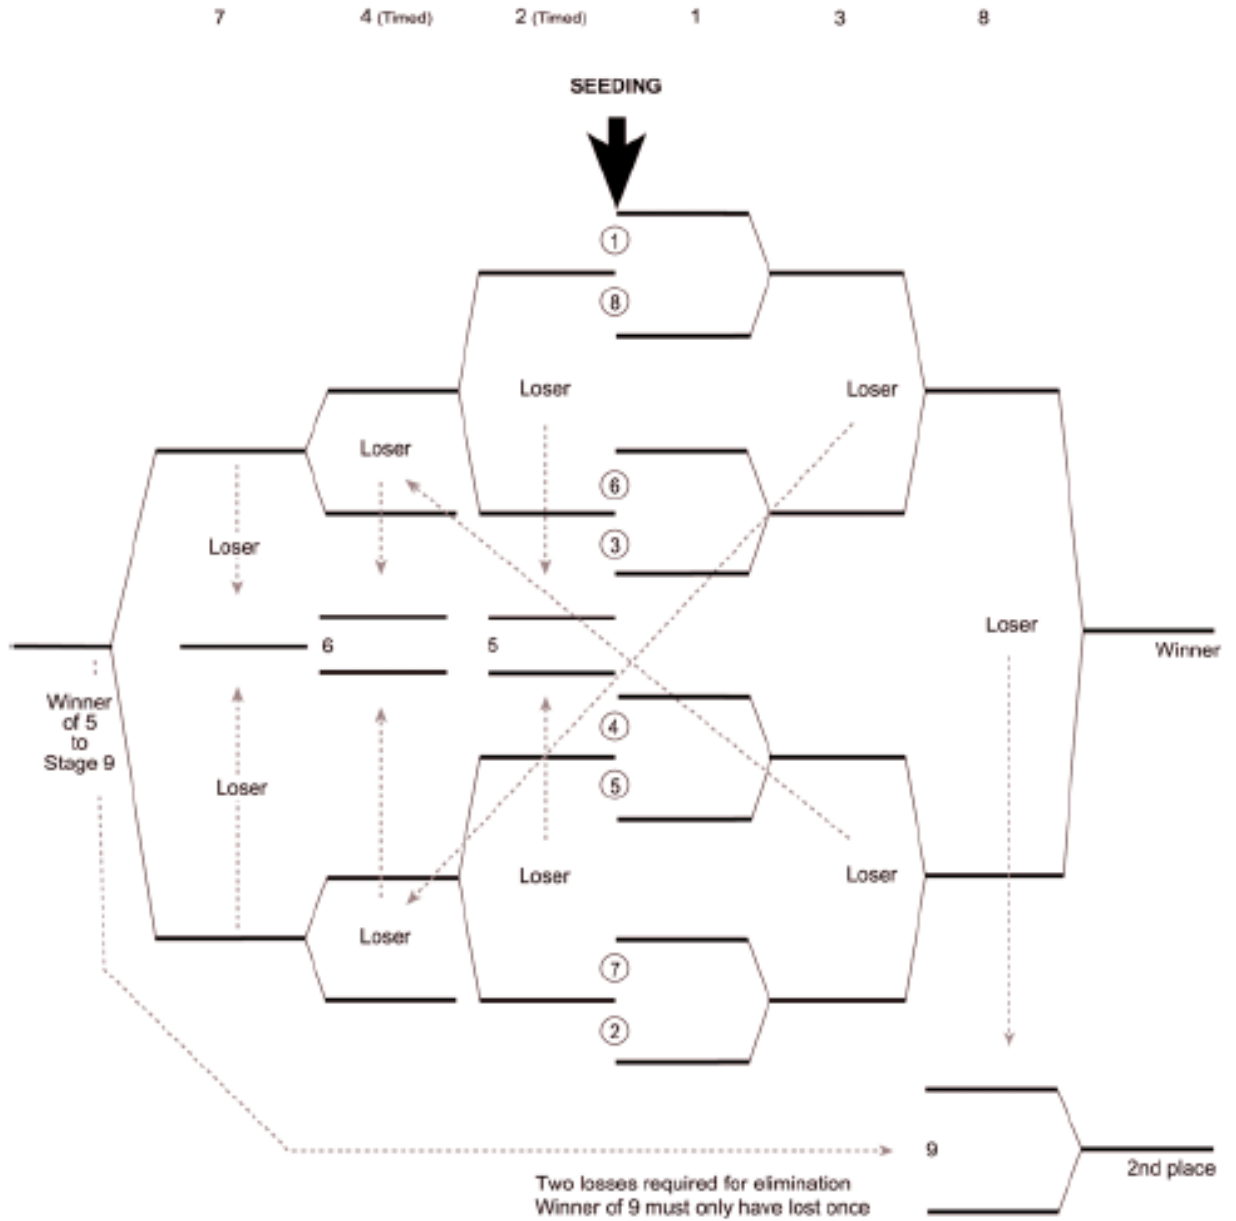 7 4 (Timed) 2 (Timed) 1 3 8
SEEDING
1
8
Loser Loser
Loser
6
3
Loser
6 5
Loser
Winner
Winner
of 5
to
Stage 9
4
5
Loser
Loser Loser
Loser
7
2
9
2nd place
Two losses required for elimination
Winner of 9 must only have lost once